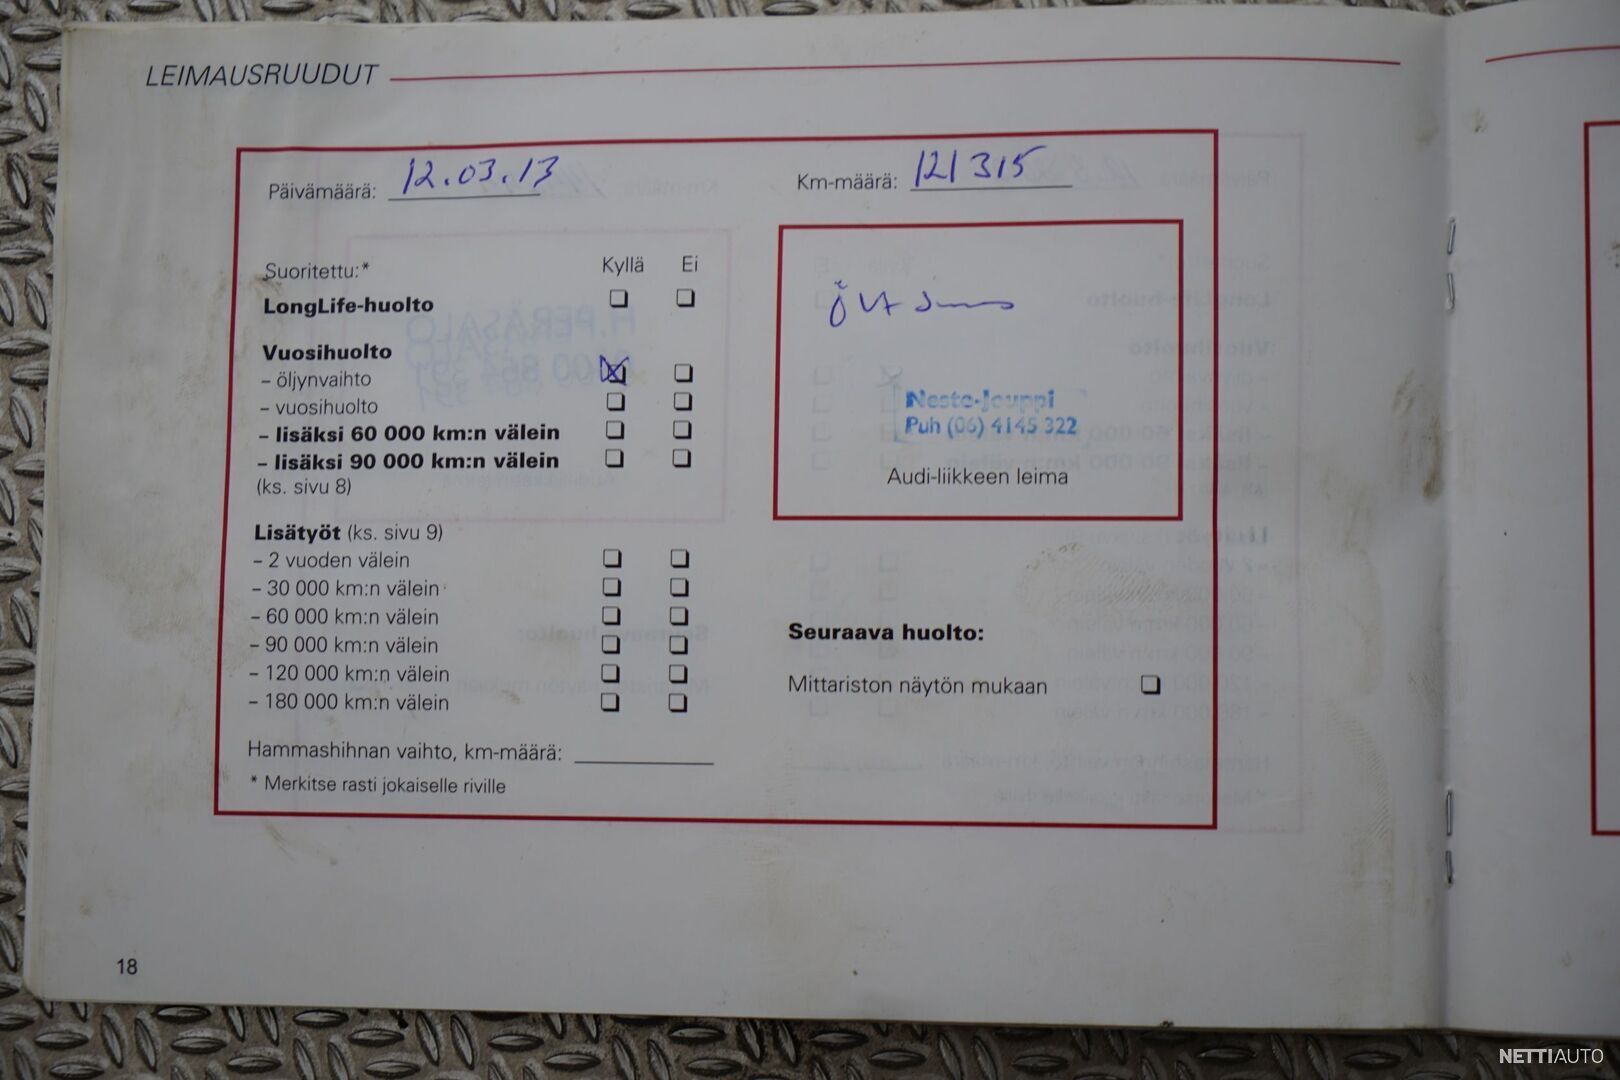 LEIMAUSRUUDUT
Päivämäärä: 12.03.13
Km-määrä: 121 315
Suoritettu:* Kyllä Ei
LongLife-huolto
Vuosihuolto
– öljynvaihto
– vuosihuolto
– lisäksi 60 000 km:n välein
– lisäksi 90 000 km:n välein
(ks. sivu 8)
Lisätyöt (ks. sivu 9)
– 2 vuoden välein
– 30 000 km:n välein
– 60 000 km:n välein
– 90 000 km:n välein
– 120 000 km:n välein
– 180 000 km:n välein
Hammashihnan vaihto, km-määrä:
* Merkitse rasti jokaiselle riville
Neste-Jouppi
Puh (06) 4145 322
Audi-liikkeen leima
Seuraava huolto:
Mittariston näytön mukaan
18
NETTIAUTO